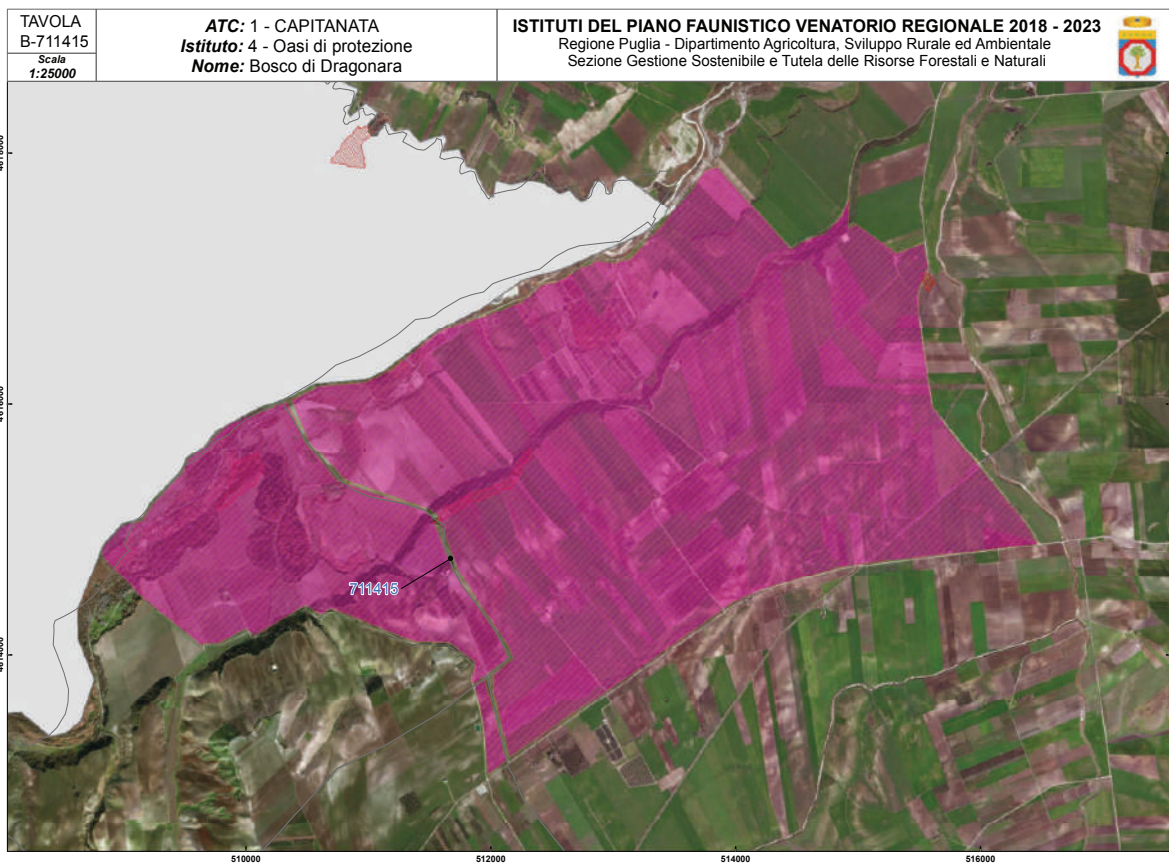 TAVOLA
B-711415
Scala
1:25000
ATC: 1 - CAPITANATA
Istituto: 4 - Oasi di protezione
Nome: Bosco di Dragonara
ISTITUTI DEL PIANO FAUNISTICO VENATORIO REGIONALE 2018 - 2023
Regione Puglia - Dipartimento Agricoltura, Sviluppo Rurale ed Ambientale
Sezione Gestione Sostenibile e Tutela delle Risorse Forestali e Naturali
711415
510000
512000
514000
516000